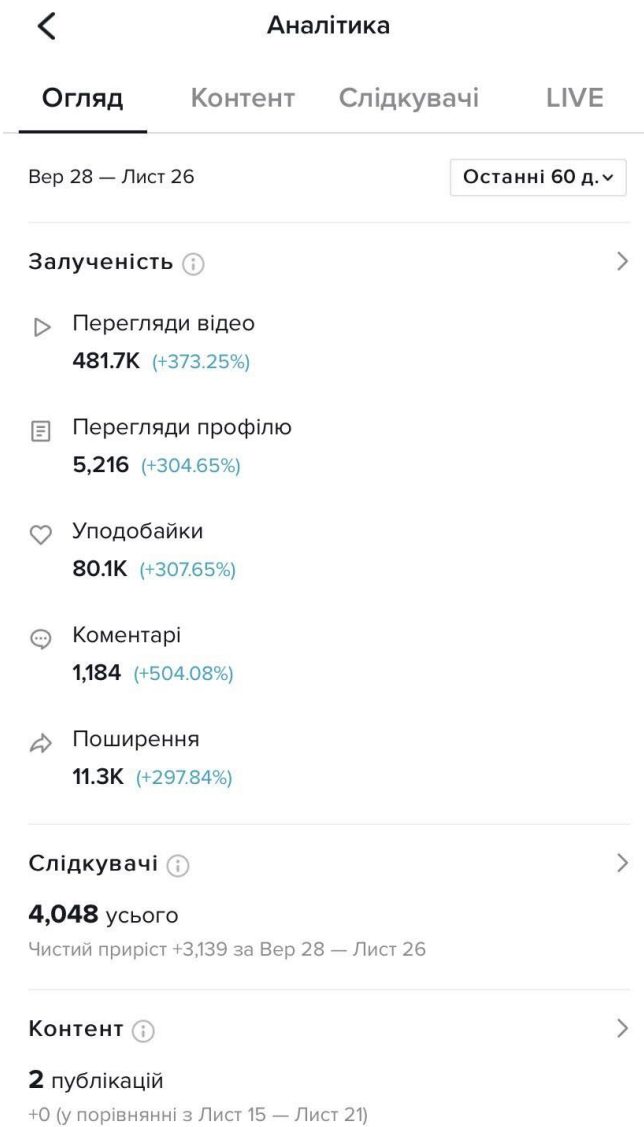 Аналітика
Огляд Контент Слідкувачі LIVE
Вер 28 — Лист 26 Останні 60 д.
Залученість
Перегляди відео
481.7K (+373.25%)
Перегляди профілю
5,216 (+304.65%)
Уподобайки
80.1K (+307.65%)
Коментарі
1,184 (+504.08%)
Поширення
11.3K (+297.84%)
Слідкувачі
4,048 усього
Чистий приріст +3,139 за Вер 28 — Лист 26
Контент
2 публікацій
+0 (у порівнянні з Лист 15 — Лист 21)